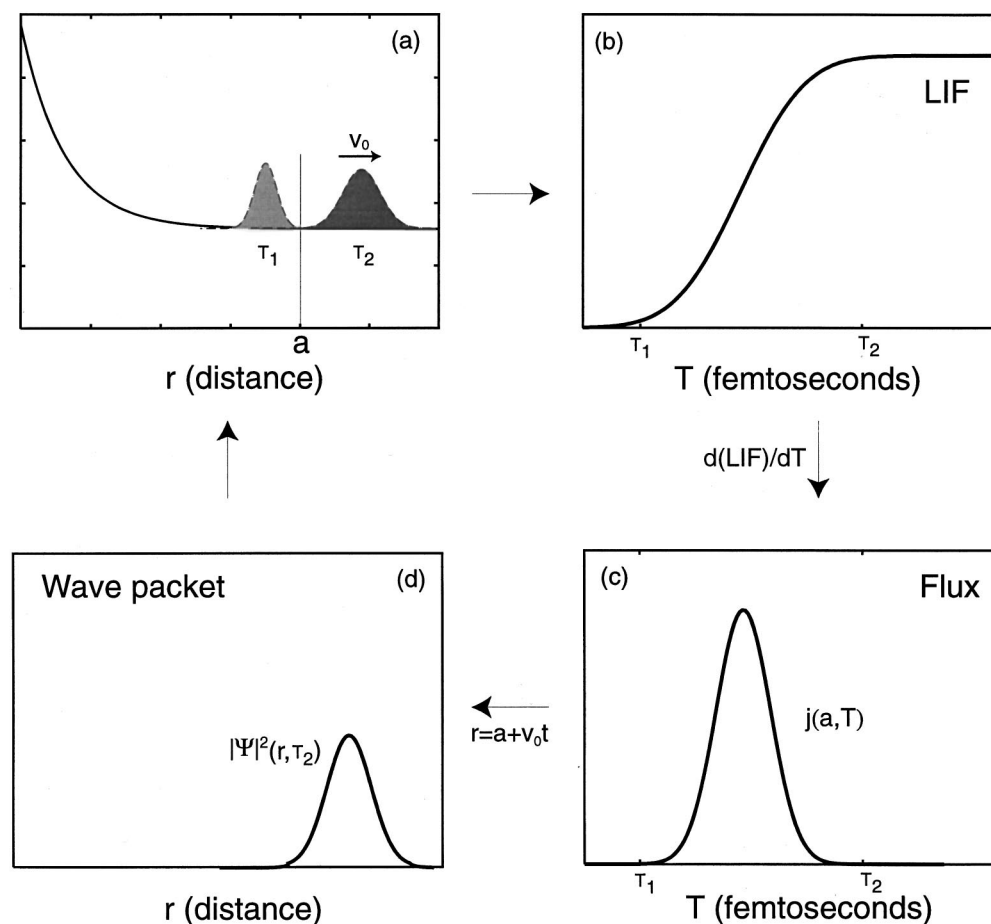 (a)
v₀
τ₁
τ₂
a
r (distance)
(b)
LIF
τ₁
τ₂
T (femtoseconds)
d(LIF)/dT
Wave packet
(d)
|Ψ|²(r,τ₂)
r (distance)
r=a+v₀t
(c)
Flux
j(a,T)
τ₁
τ₂
T (femtoseconds)